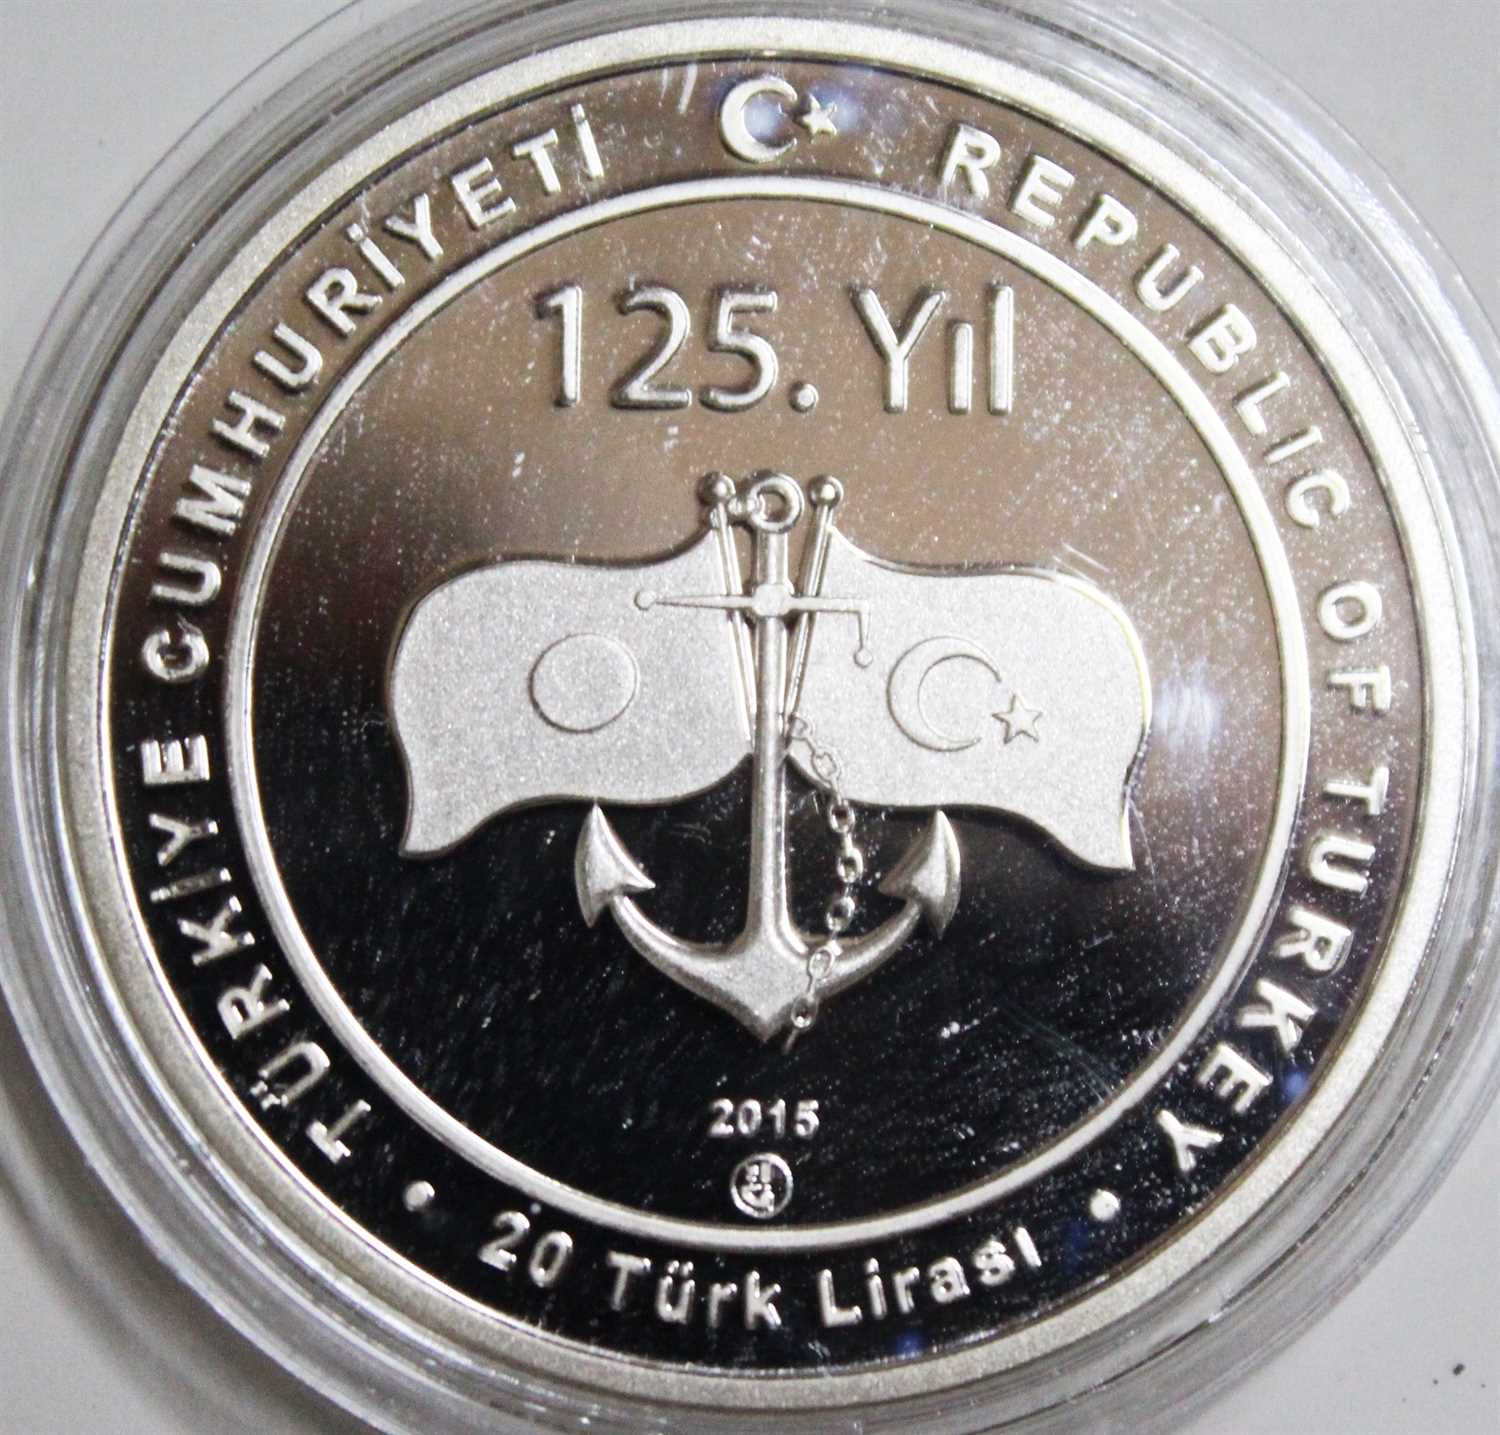 TÜRKİYE CUMHURİYETİ
REPUBLIC OF TURKEY
125. Yıl
2015
• 20 Türk Lirası •